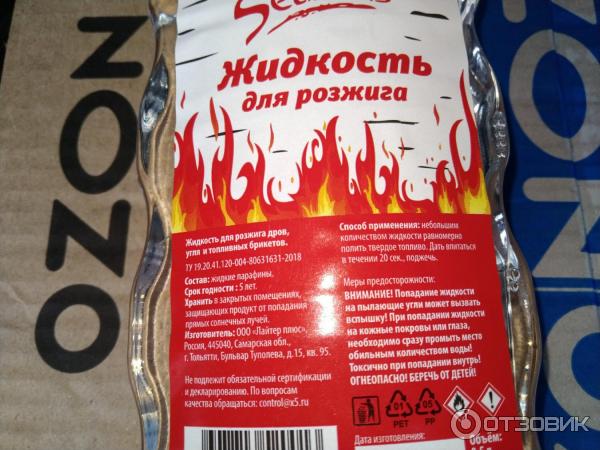 Жидкость
для розжига
Жидкость для розжига дров,
угля и топливных брикетов.
ТУ 19.20.41.120-004-80631631-2018
Состав: жидкие парафины.
Срок годности: 5 лет.
Хранить в закрытых помещениях,
защищающих продукт от попадания
прямых солнечных лучей.
Изготовитель: ООО «Лайтер плюс»,
Россия, 445040, Самарская обл.,
г. Тольятти, Бульвар Туполева, д.15, кв. 95.
Не подлежит обязательной сертификации
и декларированию. По вопросам
качества обращаться: control@x5.ru
Способ применения: небольшим
количеством жидкости равномерно
полить твердое топливо. Дать впитаться
в течении 20 сек., поджечь.
Меры предосторожности:
ВНИМАНИЕ! Попадание жидкости
на пылающие угли может вызвать
вспышку! При попадании жидкости
на кожные покровы или глаза,
необходимо сразу промыть место
обильным количеством воды!
Токсично при попадании внутрь!
ОГНЕОПАСНО! БЕРЕЧЬ ОТ ДЕТЕЙ!
01
PET
05
PP
Дата изготовления:
Объём:
OZON
OZON
ОТЗОВИК